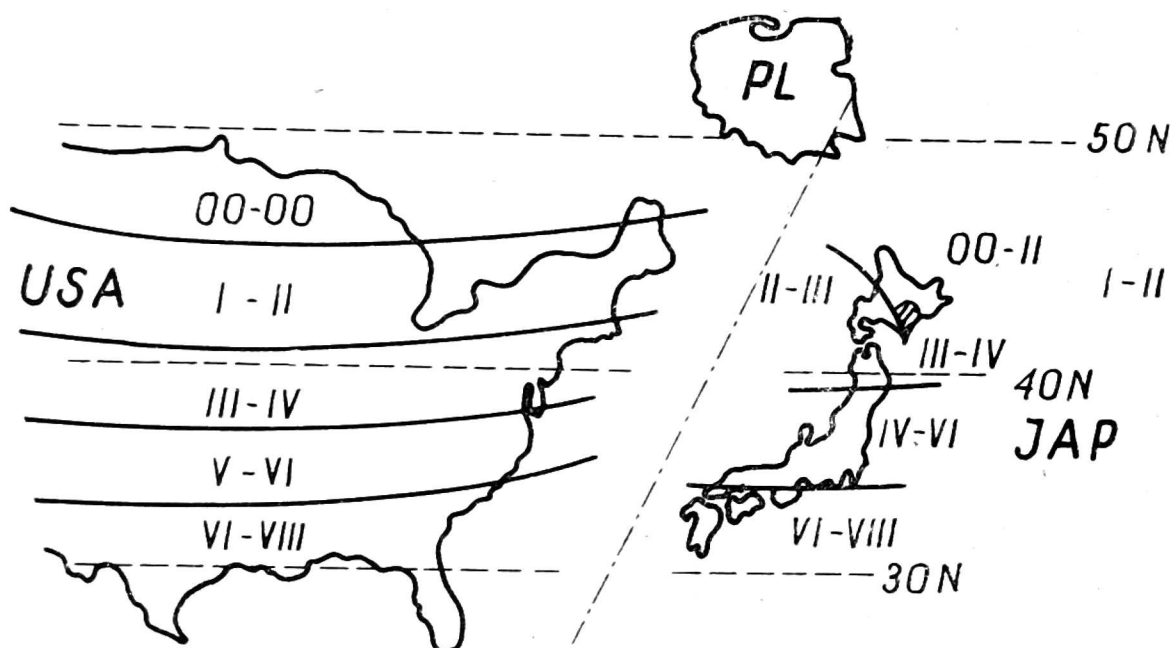 PL
50 N
00-00
00-II
USA
I - II
II-III
I-II
III-IV
III-IV
40N
IV-VI
JAP
V - VI
VI-VIII
VI-VIII
30N